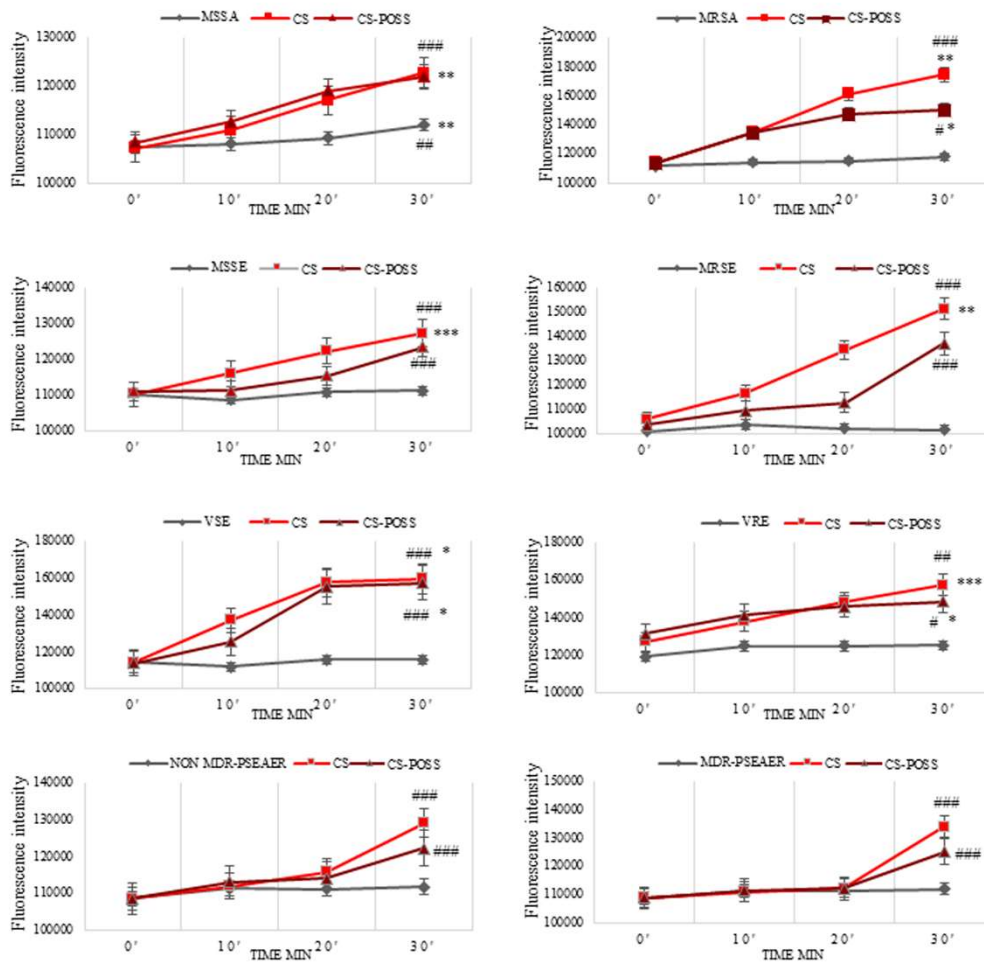 MSSA CS CS-POSS
Fluorescence intensity
130000
120000
110000
100000
###
**
**
##
0' 10' 20' 30'
TIME MIN
MRSA CS CS-POSS
Fluorescence intensity
200000
180000
160000
140000
120000
100000
###
**
# *
0' 10' 20' 30'
TIME MIN
MSSE CS CS-POSS
Fluorescence intensity
140000
130000
120000
110000
100000
###
***
###
0' 10' 20' 30'
TIME MIN
MRSE CS CS-POSS
Fluorescence intensity
160000
150000
140000
130000
120000
110000
100000
###
**
###
0' 10' 20' 30'
TIME MIN
VSE CS CS-POSS
Fluorescence intensity
180000
160000
140000
120000
100000
### *
### *
0' 10' 20' 30'
TIME MIN
VRE CS CS-POSS
Fluorescence intensity
180000
160000
140000
120000
100000
##
***
# *
0' 10' 20' 30'
TIME MIN
NON MDR-PSEAER CS CS-POSS
Fluorescence intensity
140000
130000
120000
110000
100000
###
###
0' 10' 20' 30'
TIME MIN
MDR-PSEAER CS CS-POSS
Fluorescence intensity
150000
140000
130000
120000
110000
100000
###
###
0' 10' 20' 30'
TIME MIN